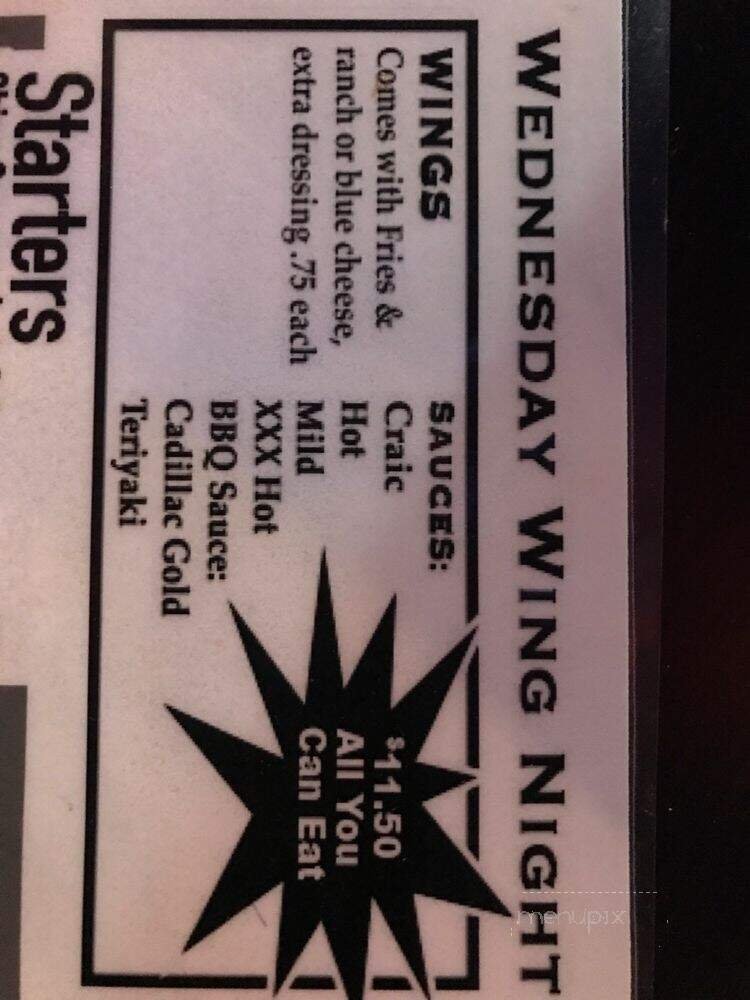 WEDNESDAY WING NIGHT
WINGS
Comes with Fries &
ranch or blue cheese,
extra dressing .75 each
SAUCES:
Craic
Hot
Mild
XXX Hot
BBQ Sauce:
Cadillac Gold
Teriyaki
$11.50
All You
Can Eat
Starters
menupix